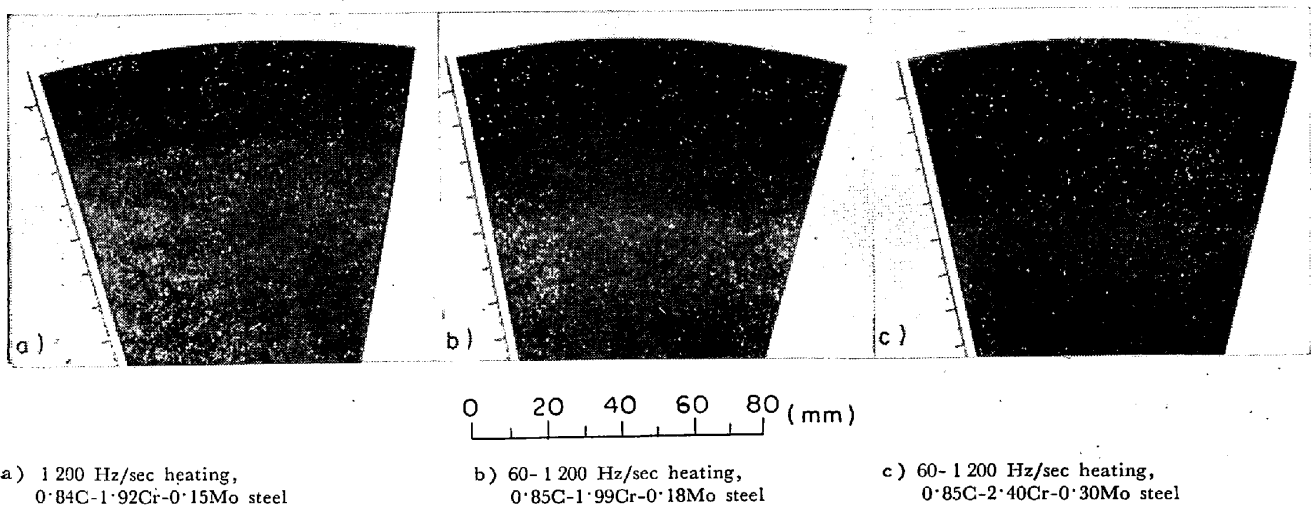 a )
b )
c )
0 20 40 60 80 (mm)
a ) 1 200 Hz/sec heating,
0·84C-1·92Cr-0·15Mo steel
b ) 60- 1 200 Hz/sec heating,
0·85C-1·99Cr-0·18Mo steel
c ) 60- 1 200 Hz/sec heating,
0·85C-2·40Cr-0·30Mo steel